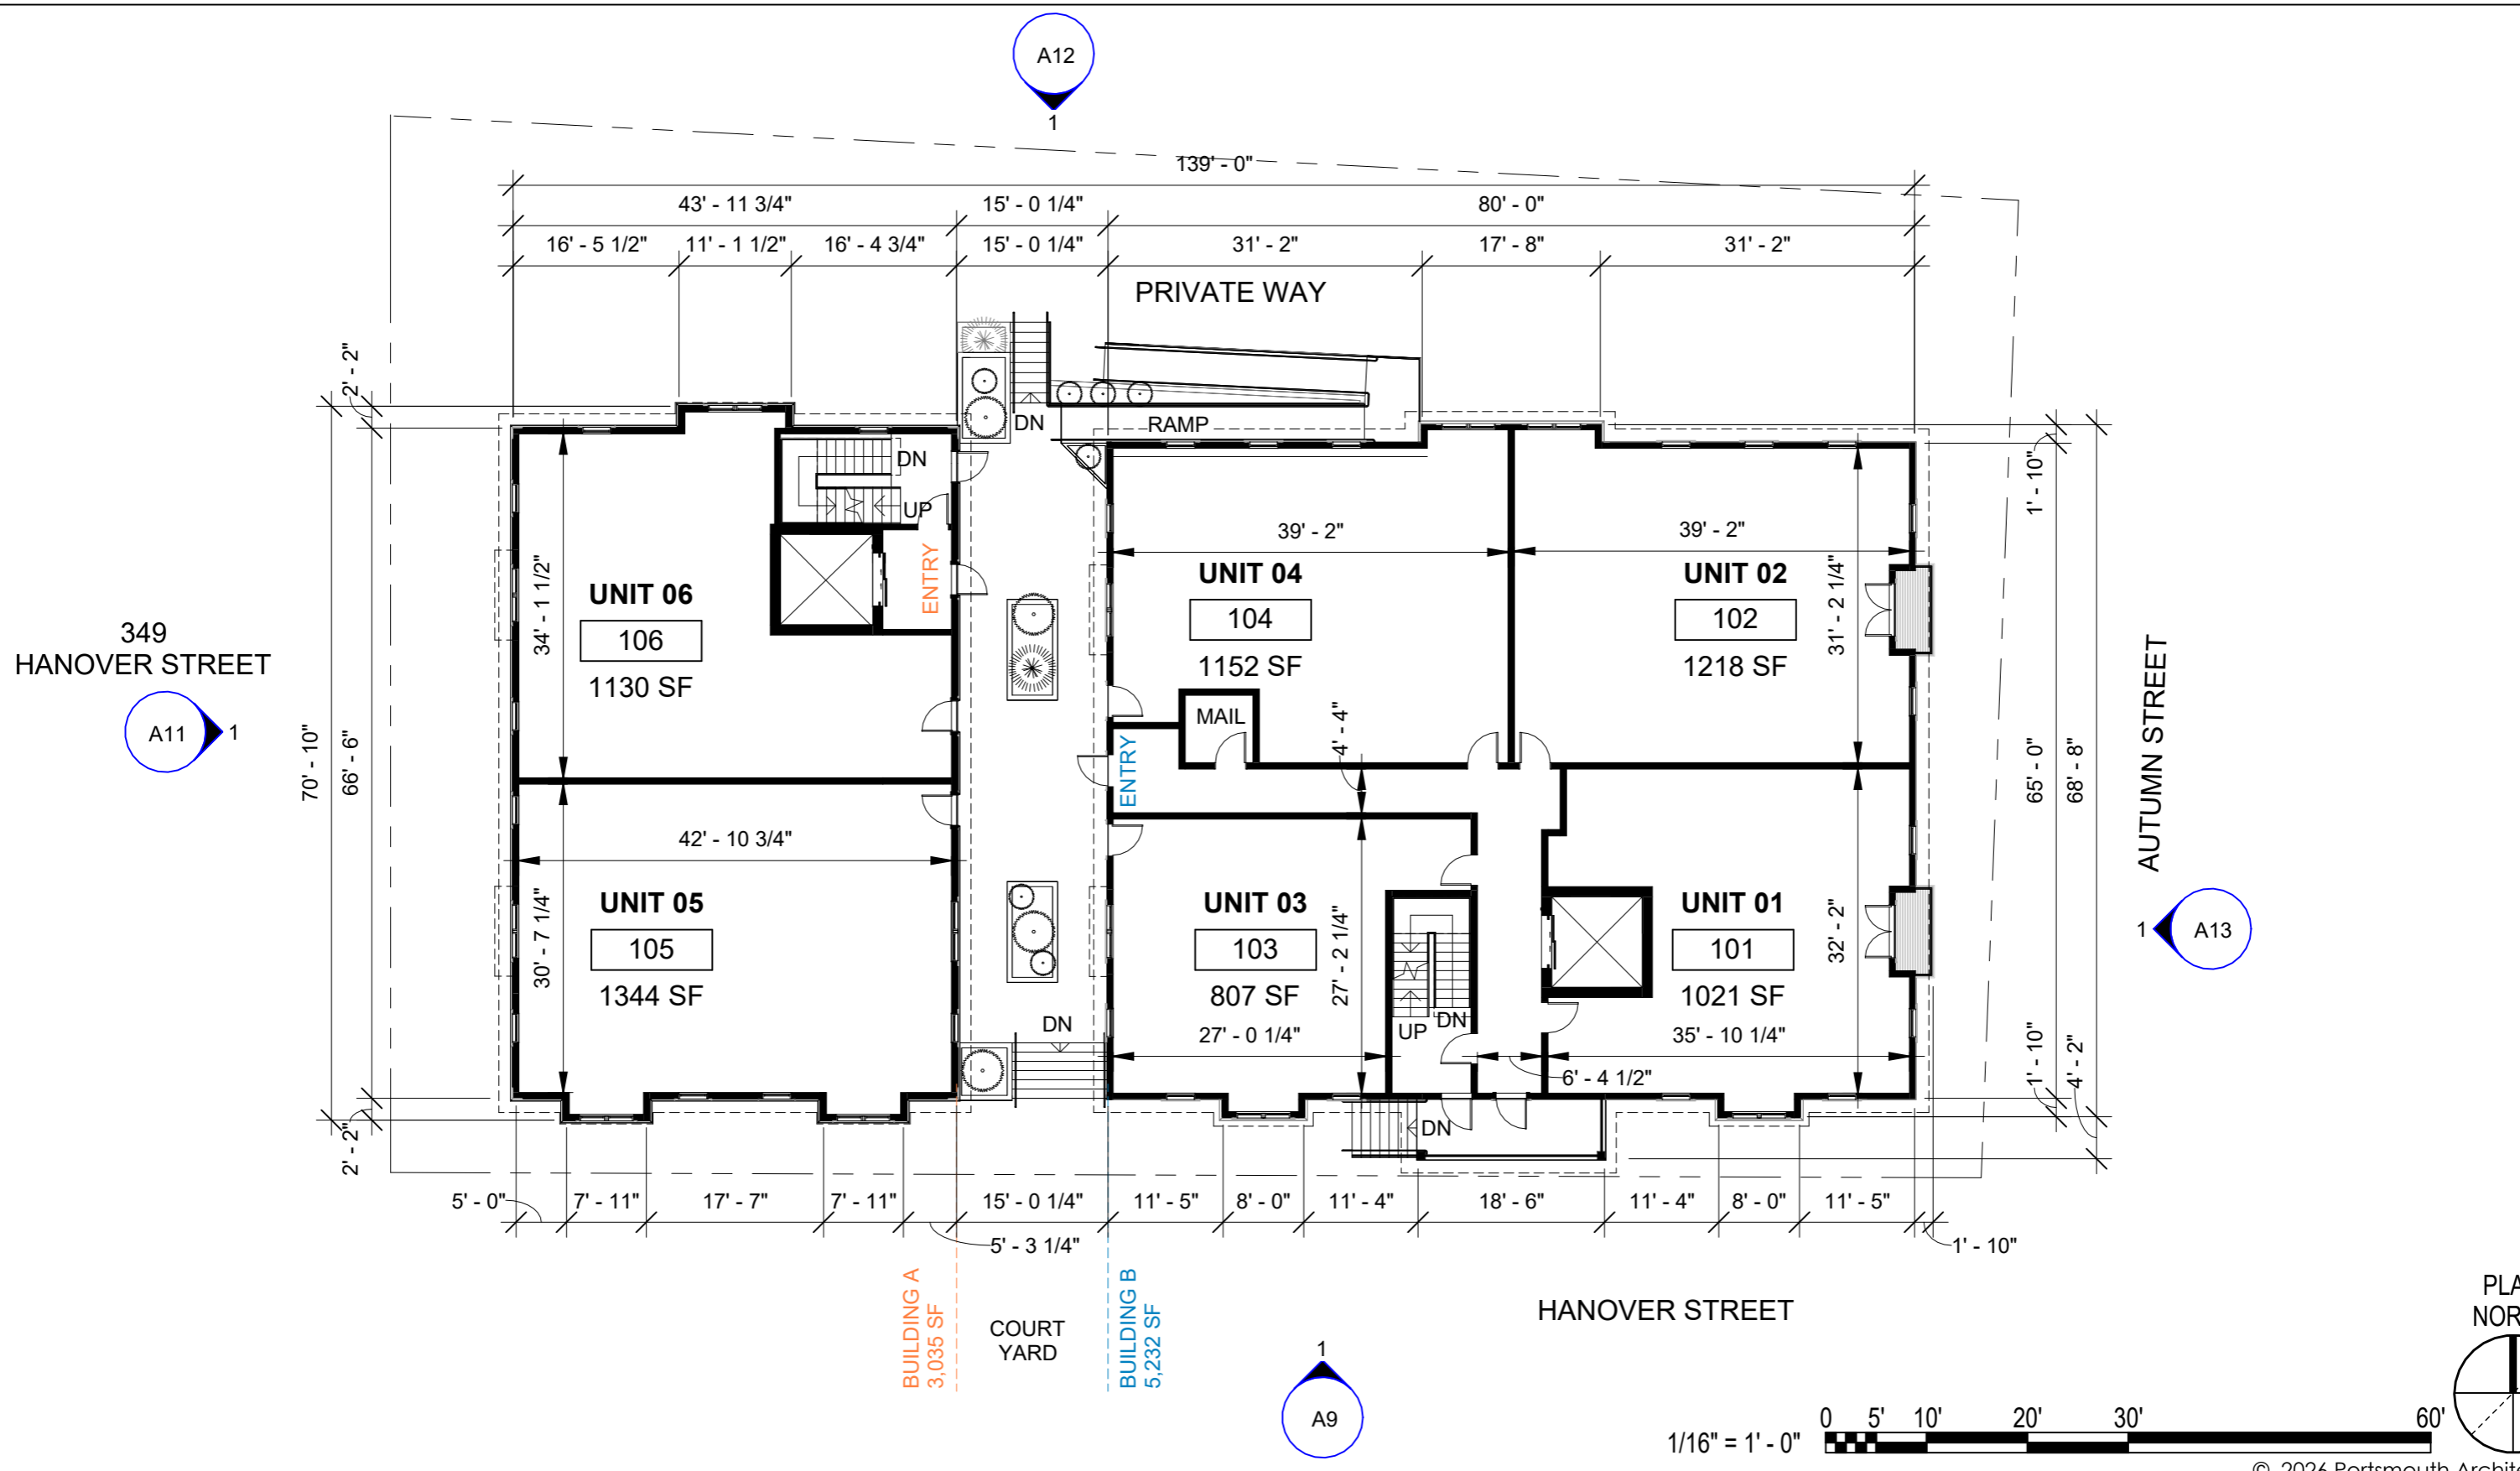 A12
1
139' - 0"
43' - 11 3/4"
15' - 0 1/4"
80' - 0"
16' - 5 1/2"
11' - 1 1/2"
16' - 4 3/4"
15' - 0 1/4"
31' - 2"
17' - 8"
31' - 2"
PRIVATE WAY
2' - 2"
DN
RAMP
DN
UP
1' - 10"
39' - 2"
39' - 2"
ENTRY
34' - 1 1/2"
UNIT 06
106
1130 SF
UNIT 04
104
1152 SF
UNIT 02
102
1218 SF
31' - 2 1/4"
349
HANOVER STREET
A11
1
70' - 10"
66' - 6"
MAIL
4' - 4"
ENTRY
65' - 0"
68' - 8"
AUTUMN STREET
42' - 10 3/4"
30' - 7 1/4"
UNIT 05
105
1344 SF
UNIT 03
103
807 SF
27' - 2 1/4"
27' - 0 1/4"
UNIT 01
101
1021 SF
32' - 2"
35' - 10 1/4"
1
A13
DN
UP
DN
6' - 4 1/2"
1' - 10"
4' - 2"
DN
2' - 2"
5' - 0"
7' - 11"
17' - 7"
7' - 11"
15' - 0 1/4"
11' - 5"
8' - 0"
11' - 4"
18' - 6"
11' - 4"
8' - 0"
11' - 5"
5' - 3 1/4"
1' - 10"
BUILDING A
3,035 SF
COURT
YARD
BUILDING B
5,232 SF
HANOVER STREET
1
A9
PLA
NOR
0 5' 10' 20' 30' 60'
1/16" = 1' - 0"
© 2026 Portsmouth Archite